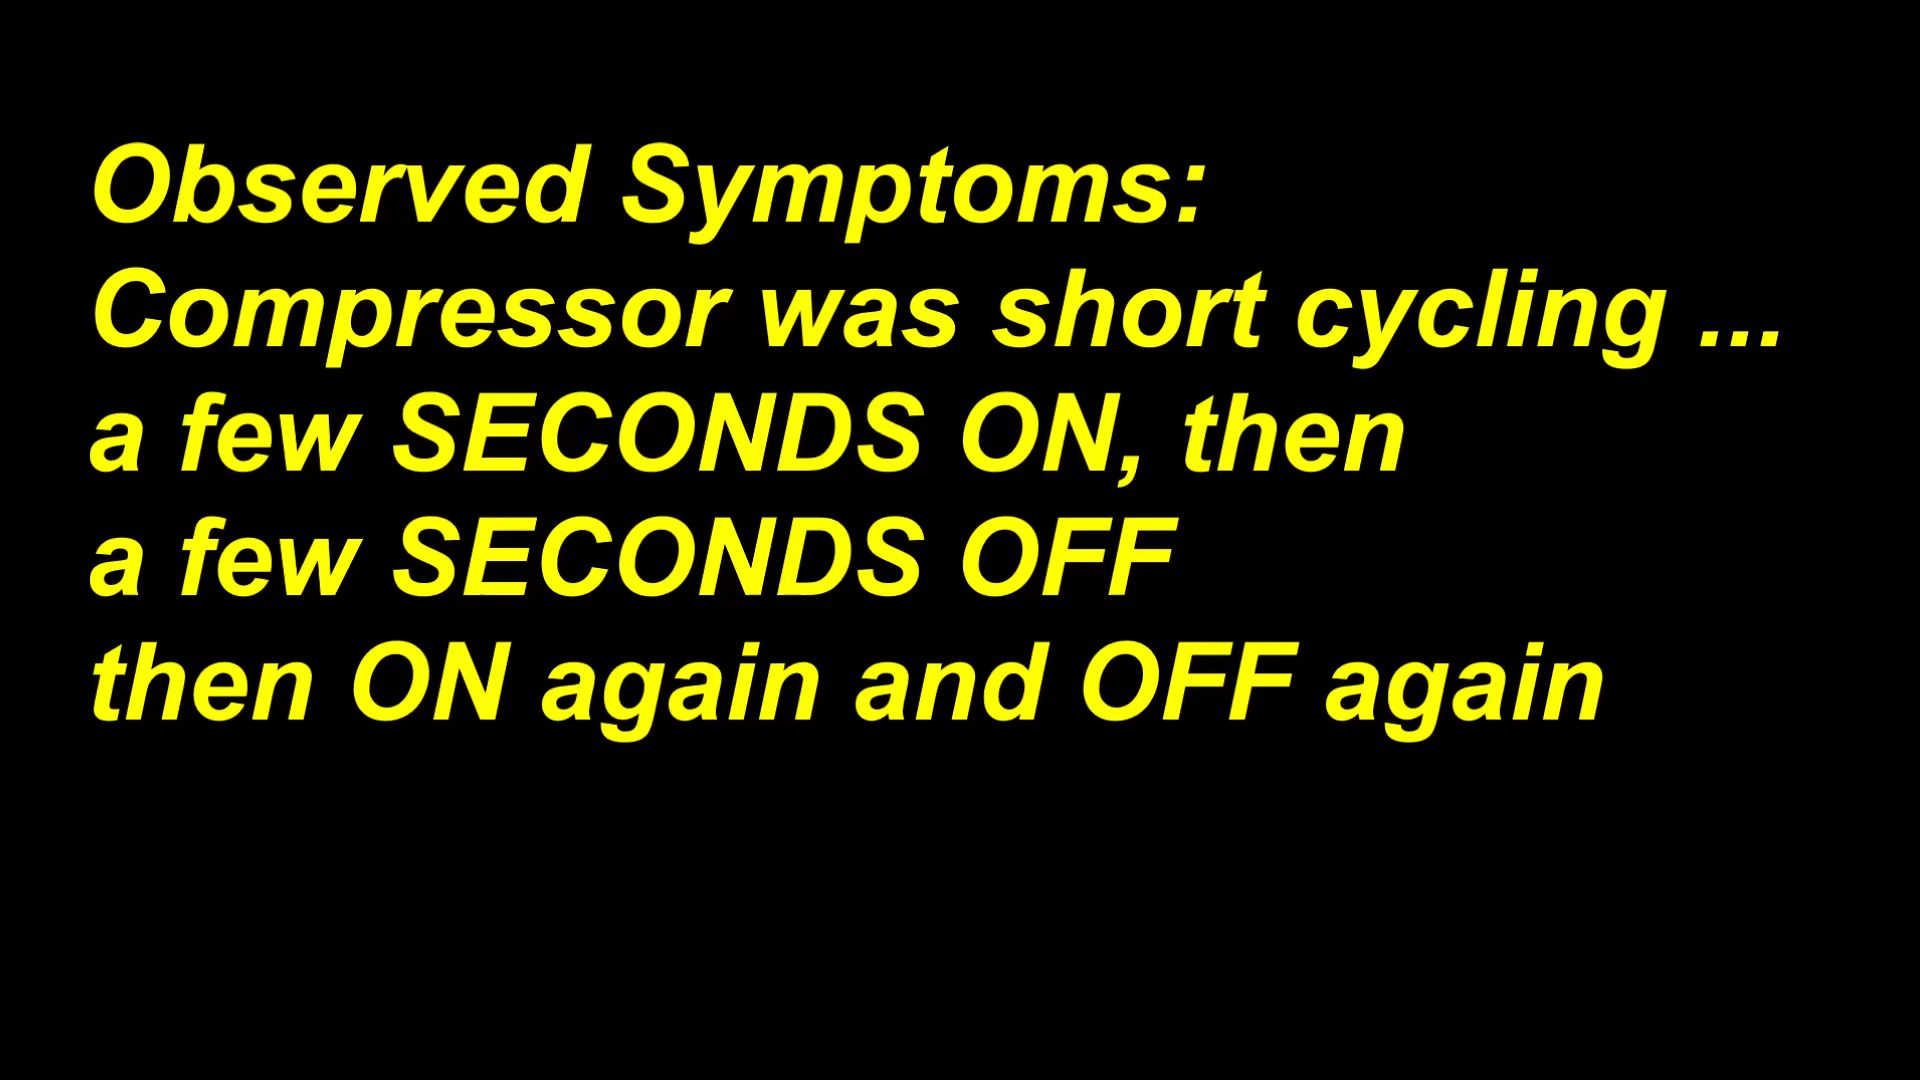 Observed Symptoms:
Compressor was short cycling ...
a few SECONDS ON, then
a few SECONDS OFF
then ON again and OFF again